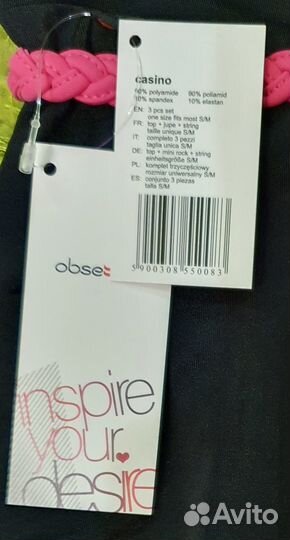 casino
90% polyamide 90% poliamid
10% spandex 10% elastan
EN: 3 pcs set
one size fits most S/M
FR: top + jupe + string
taille unique S/M
IT: completo 3 pezzi
taglia unica S/M
DE: top + mini rock + string
einheitsgröße S/M
PL: komplet trzyczęściowy
rozmiar uniwersalny S/M
ES: conjunto 3 piezas
talla S/M
5 900308 550083
obse
inspire
your
desire
Avito